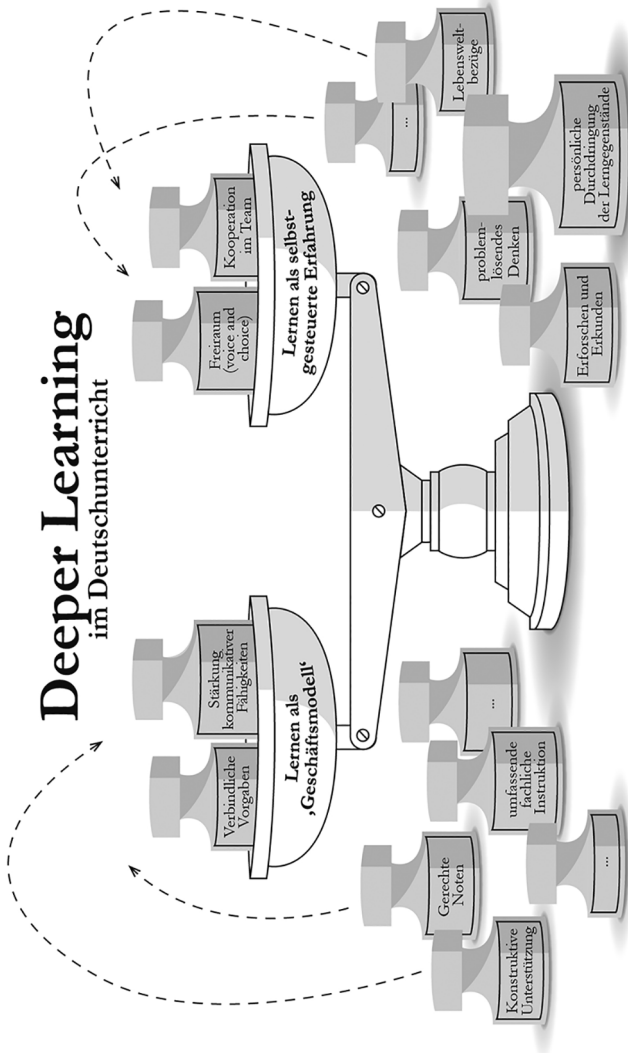 Deeper Learning
im Deutschunterricht
Verbindliche
Vorgaben
Stärkung
kommunikativer
Fähigkeiten
Freiraum
(voice and
choice)
Kooperation
im Team
Lernen als
‚Geschäftsmodell‘
Lernen als selbst-
gesteuerte Erfahrung
Konstruktive
Unterstützung
Gerechte
Noten
...
umfassende
fachliche
Instruktion
...
Erforschen und
Erkunden
problem-
lösendes
Denken
persönliche
Durchdringung
der Lerngegenstände
...
Lebenswelt-
bezüge